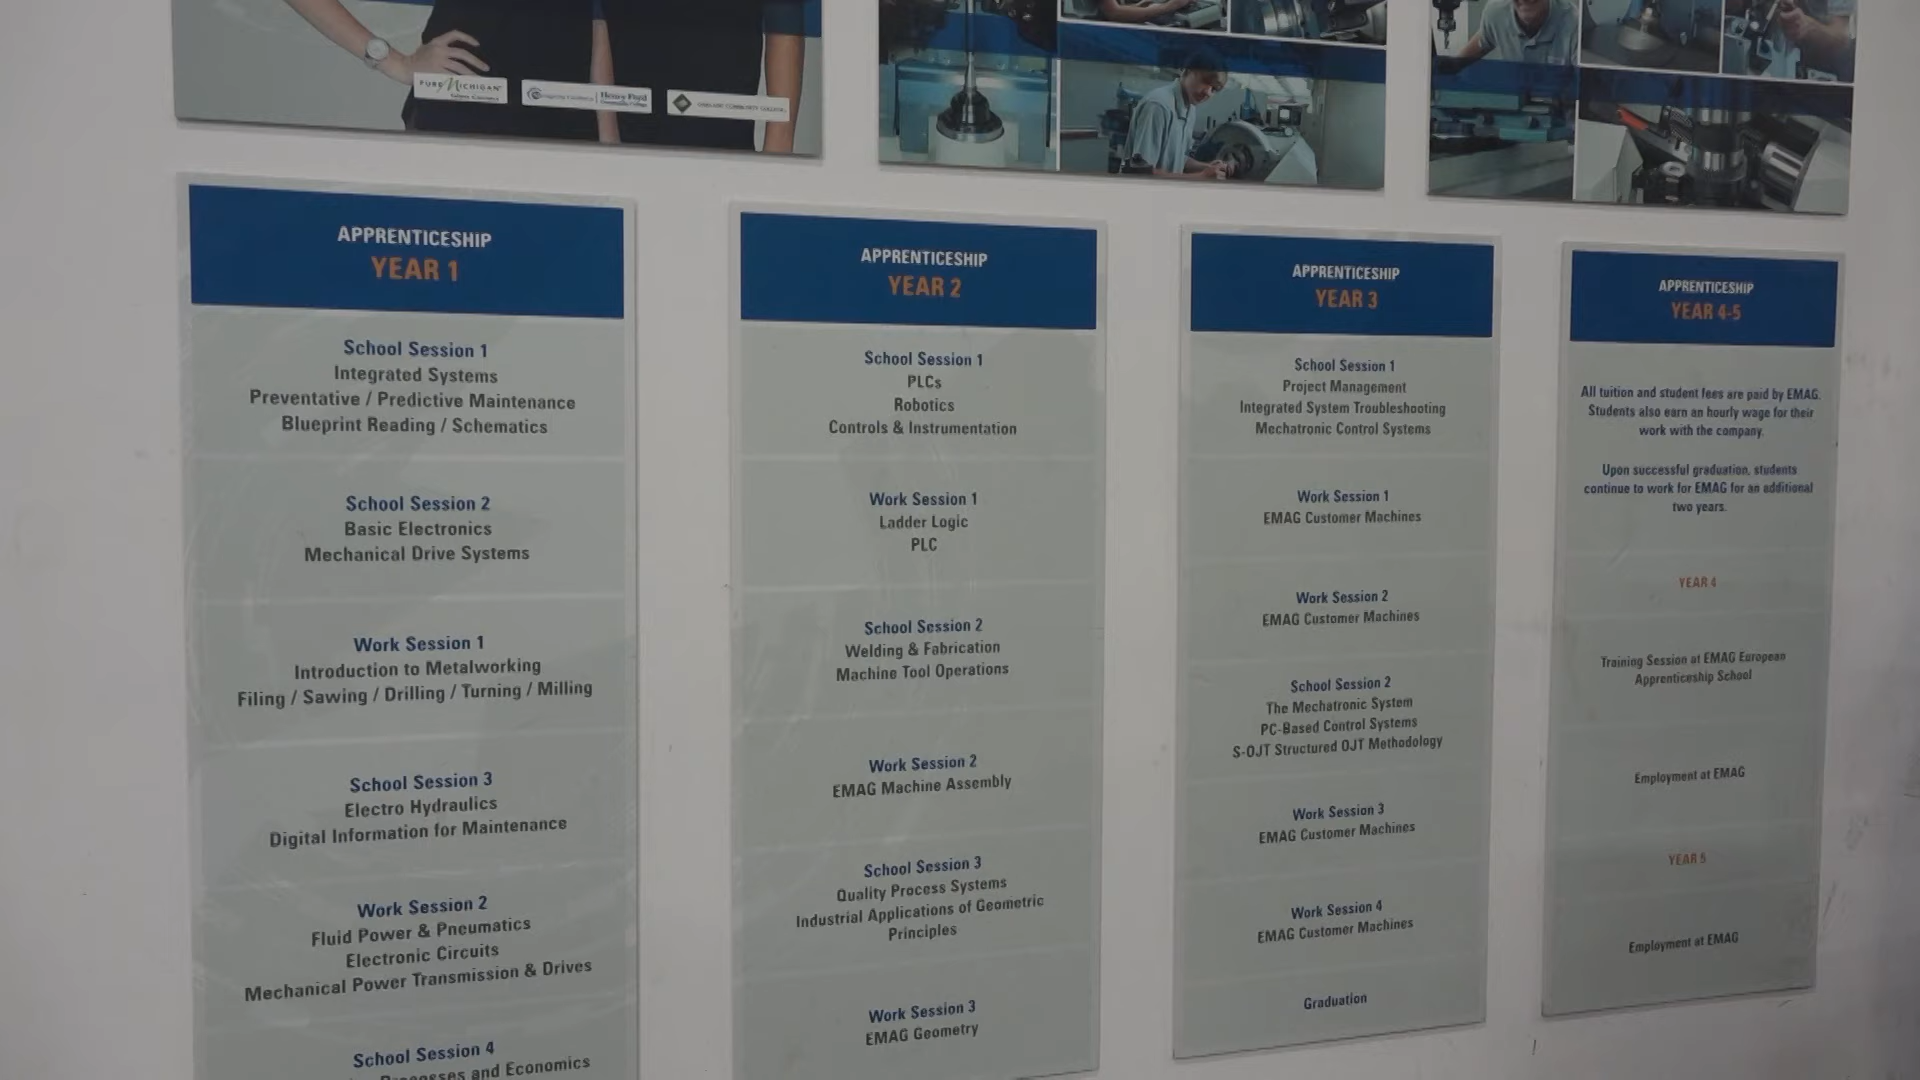 PURE MICHIGAN
Henry Ford
OAKLAND COMMUNITY COLLEGE
APPRENTICESHIP
YEAR 1
School Session 1
Integrated Systems
Preventative / Predictive Maintenance
Blueprint Reading / Schematics
School Session 2
Basic Electronics
Mechanical Drive Systems
Work Session 1
Introduction to Metalworking
Filing / Sawing / Drilling / Turning / Milling
School Session 3
Electro Hydraulics
Digital Information for Maintenance
Work Session 2
Fluid Power & Pneumatics
Electronic Circuits
Mechanical Power Transmission & Drives
School Session 4
Processes and Economics
APPRENTICESHIP
YEAR 2
School Session 1
PLCs
Robotics
Controls & Instrumentation
Work Session 1
Ladder Logic
PLC
School Session 2
Welding & Fabrication
Machine Tool Operations
Work Session 2
EMAG Machine Assembly
School Session 3
Quality Process Systems
Industrial Applications of Geometric
Principles
Work Session 3
EMAG Geometry
APPRENTICESHIP
YEAR 3
School Session 1
Project Management
Integrated System Troubleshooting
Mechatronic Control Systems
Work Session 1
EMAG Customer Machines
Work Session 2
EMAG Customer Machines
School Session 2
The Mechatronic System
PC-Based Control Systems
S-OJT Structured OJT Methodology
Work Session 3
EMAG Customer Machines
Work Session 4
EMAG Customer Machines
Graduation
APPRENTICESHIP
YEAR 4-5
All tuition and student fees are paid by EMAG.
Students also earn an hourly wage for their
work with the company.
Upon successful graduation, students
continue to work for EMAG for an additional
two years.
YEAR 4
Training Session at EMAG European
Apprenticeship School
Employment at EMAG
YEAR 5
Employment at EMAG